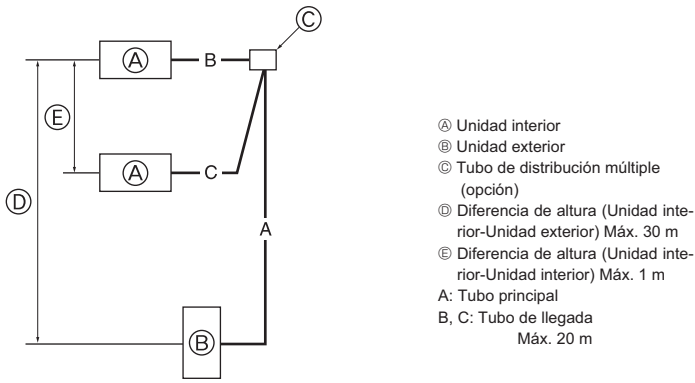 Ⓒ
Ⓐ
B
Ⓔ
Ⓐ
C
Ⓓ
A
Ⓑ
Ⓐ Unidad interior
Ⓑ Unidad exterior
Ⓒ Tubo de distribución múltiple
(opción)
Ⓓ Diferencia de altura (Unidad inte-
rior-Unidad exterior) Máx. 30 m
Ⓔ Diferencia de altura (Unidad inte-
rior-Unidad interior) Máx. 1 m
A: Tubo principal
B, C: Tubo de llegada
Máx. 20 m